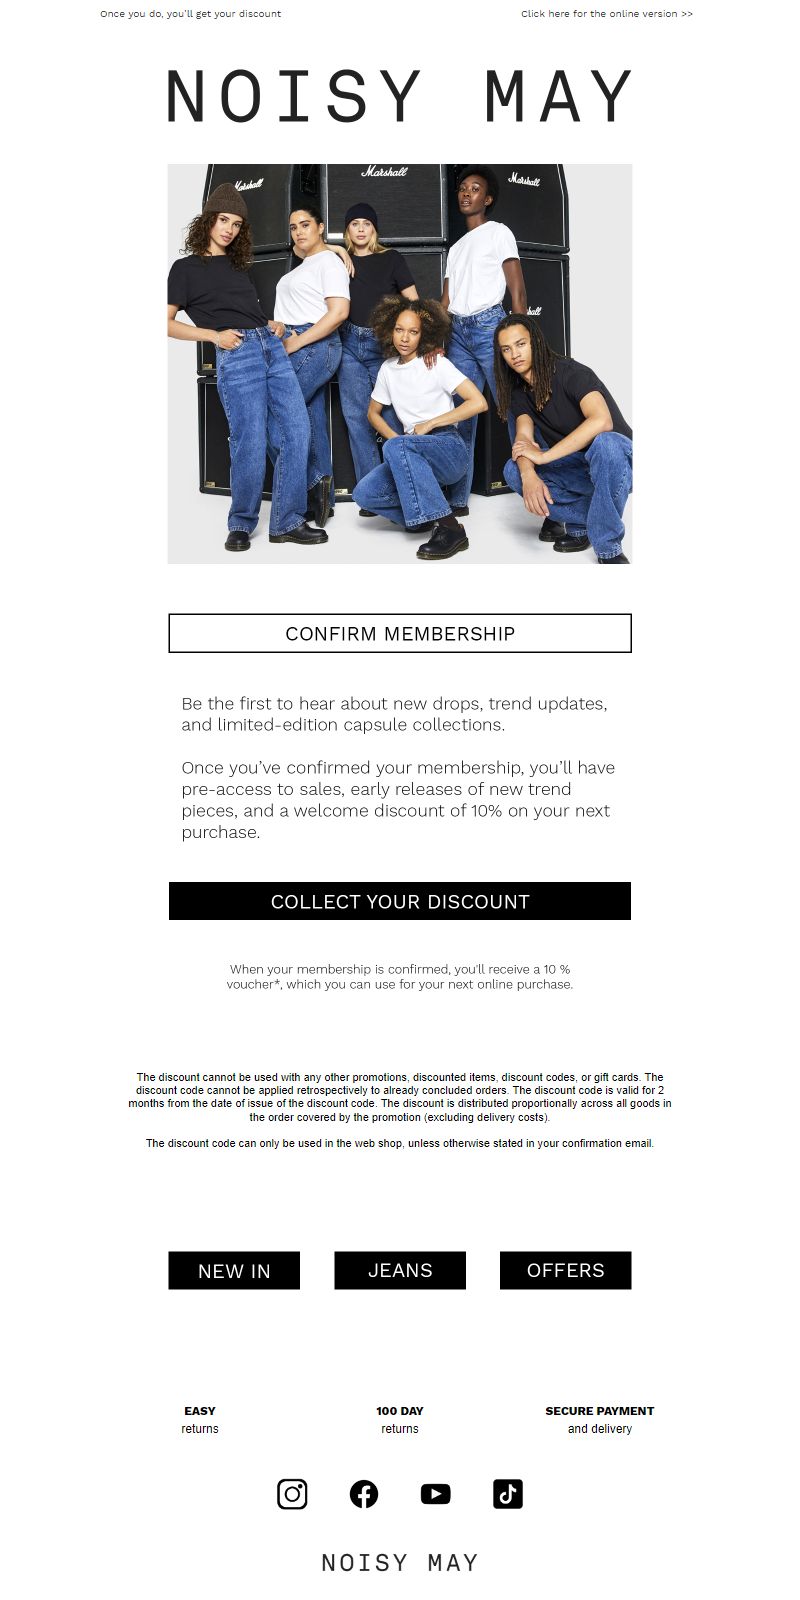 Once you do, you'll get your discount
Click here for the online version >>
NOISY MAY
Marshall
Marshall
Marshall
CONFIRM MEMBERSHIP
Be the first to hear about new drops, trend updates,
and limited-edition capsule collections.
Once you've confirmed your membership, you'll have
pre-access to sales, early releases of new trend
pieces, and a welcome discount of 10% on your next
purchase.
COLLECT YOUR DISCOUNT
When your membership is confirmed, you'll receive a 10 %
voucher*, which you can use for your next online purchase.
The discount cannot be used with any other promotions, discounted items, discount codes, or gift cards. The
discount code cannot be applied retrospectively to already concluded orders. The discount code is valid for 2
months from the date of issue of the discount code. The discount is distributed proportionally across all goods in
the order covered by the promotion (excluding delivery costs).
The discount code can only be used in the web shop, unless otherwise stated in your confirmation email.
NEW IN
JEANS
OFFERS
EASY
returns
100 DAY
returns
SECURE PAYMENT
and delivery
NOISY MAY